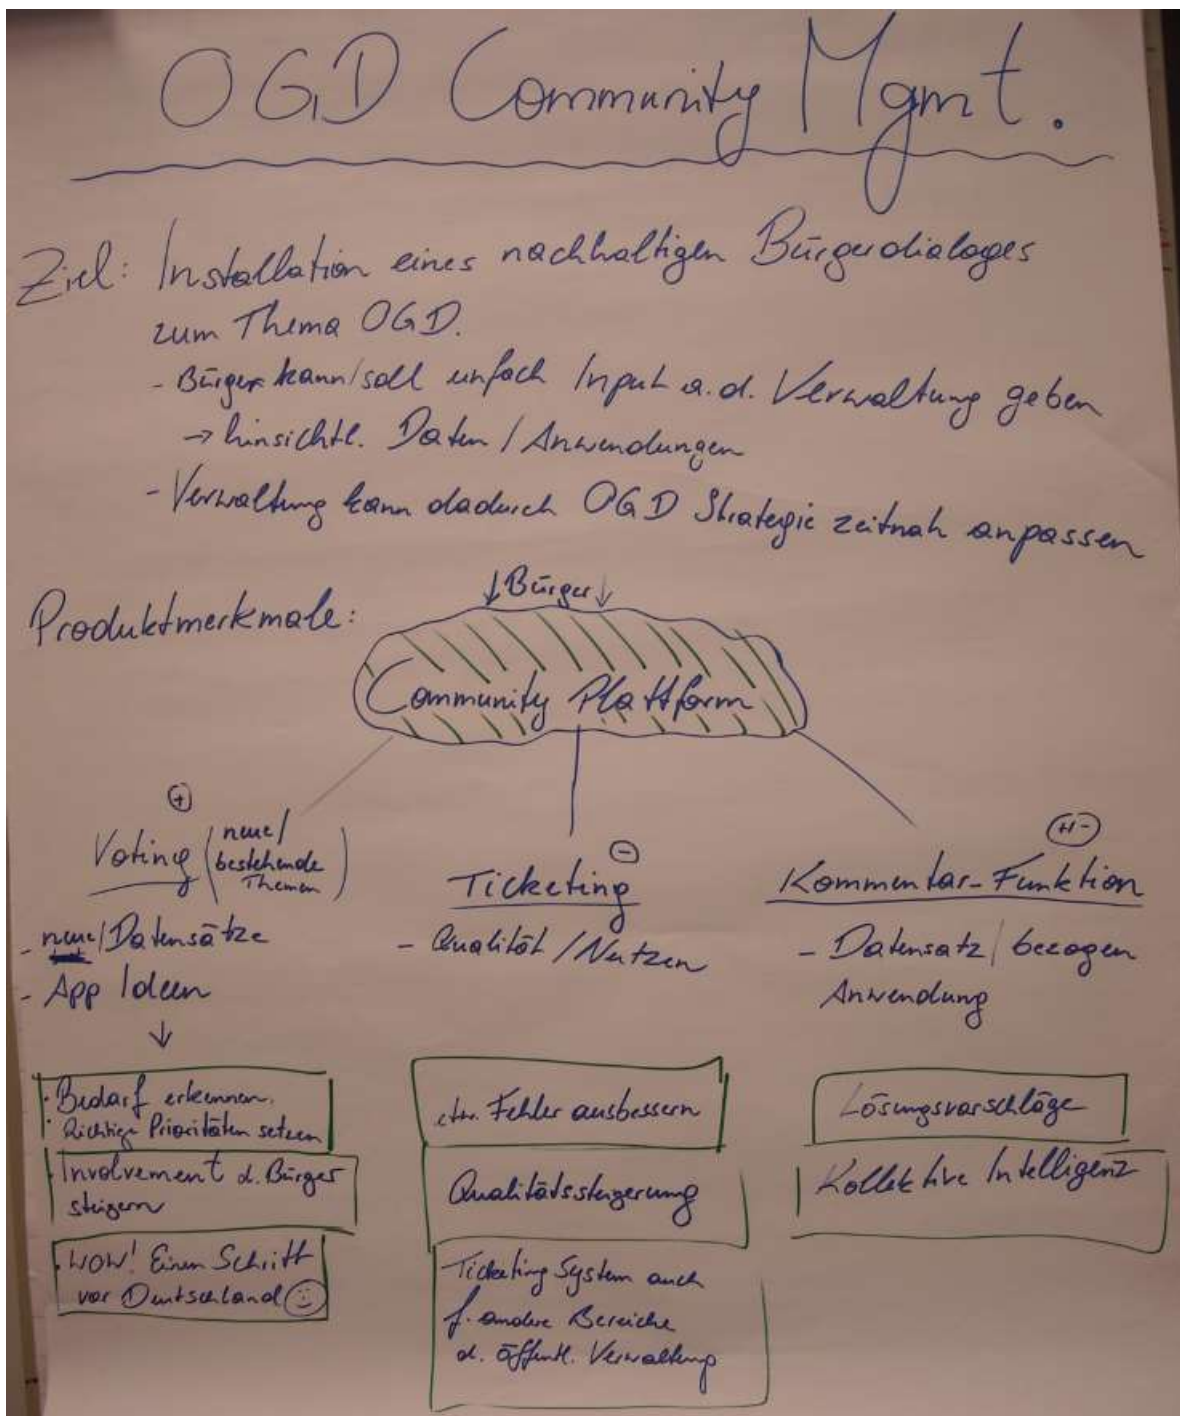 OGD Community Mgmt.
Ziel: Installation eines nachhaltigen Bürgerdialoges
zum Thema OGD.
- Bürger kann/soll einfach Input a.d. Verwaltung geben
→ hinsichtl. Daten / Anwendungen
- Verwaltung kann dadurch OGD Strategie zeitnah anpassen
Produktmerkmale:
↓ Bürger ↓
Community Plattform
+
Voting (neue/
bestehende
Themen)
- neue/Datensätze
- App Ideen
↓
· Bedarf erkennen.
· Richtige Prioritäten setzen
· Involvement d. Bürger
steigern
· WOW! Einen Schritt
vor Deutschland ☺
-
Ticketing
- Qualität/Nutzen
Fehler ausbessern
Qualitätssteigerung
Ticketing System auch
f. andere Bereiche
d. öffentl. Verwaltung
+/-
Kommentar-Funktion
- Datensatz/bezogen
Anwendung
Lösungsvorschläge
Kollektive Intelligenz